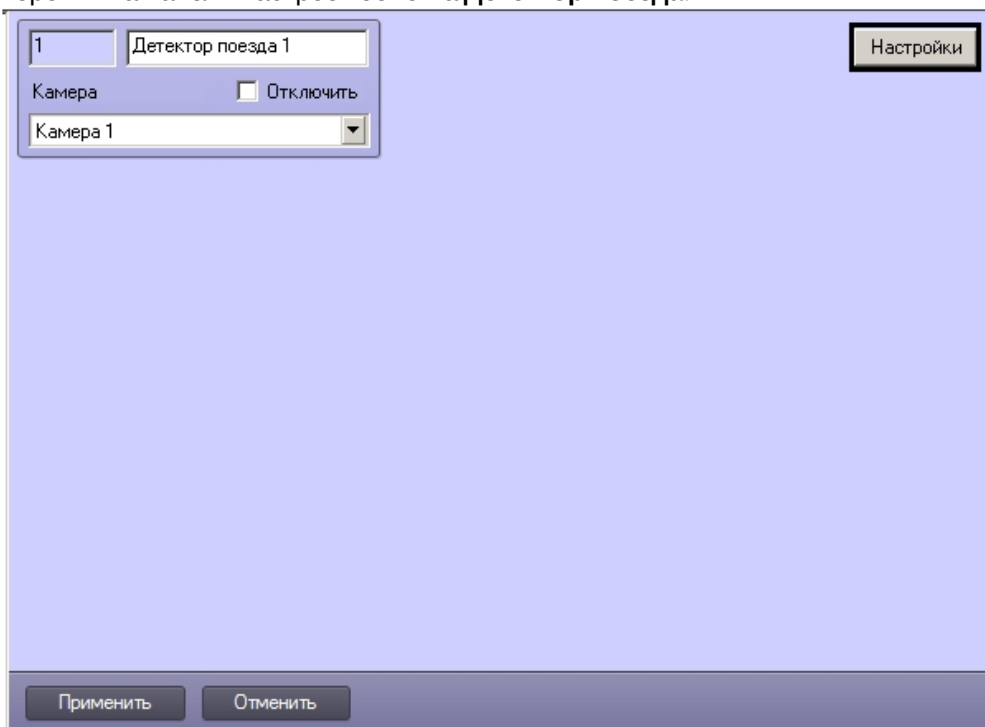 1
Детектор поезда 1
Настройки
Камера
Отключить
Камера 1
Применить
Отменить